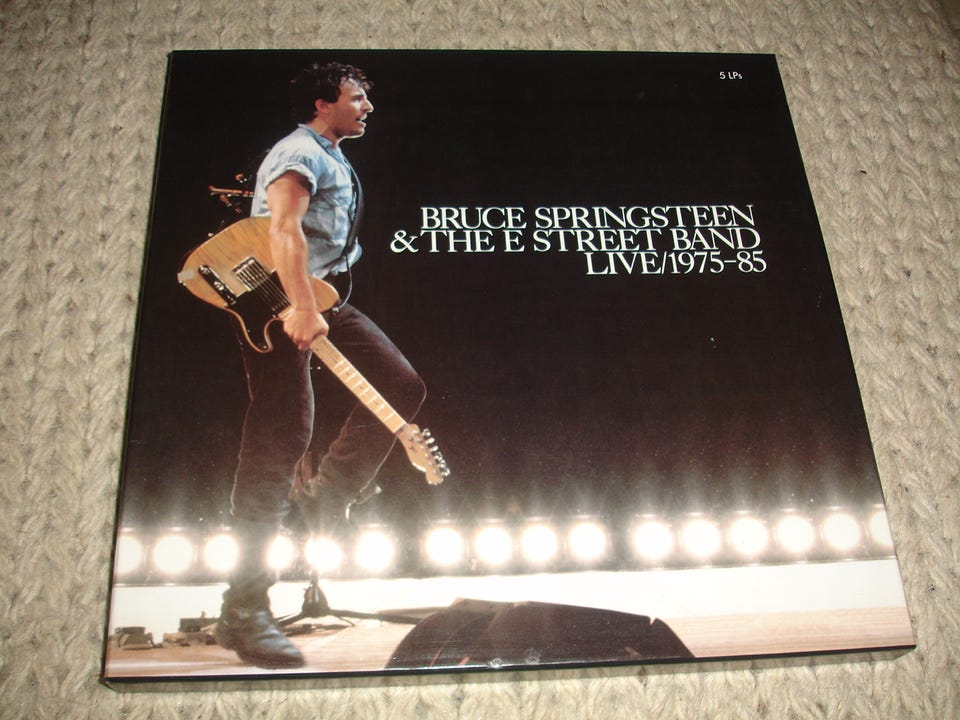 5 LPs
BRUCE SPRINGSTEEN
& THE E STREET BAND
LIVE/1975-85